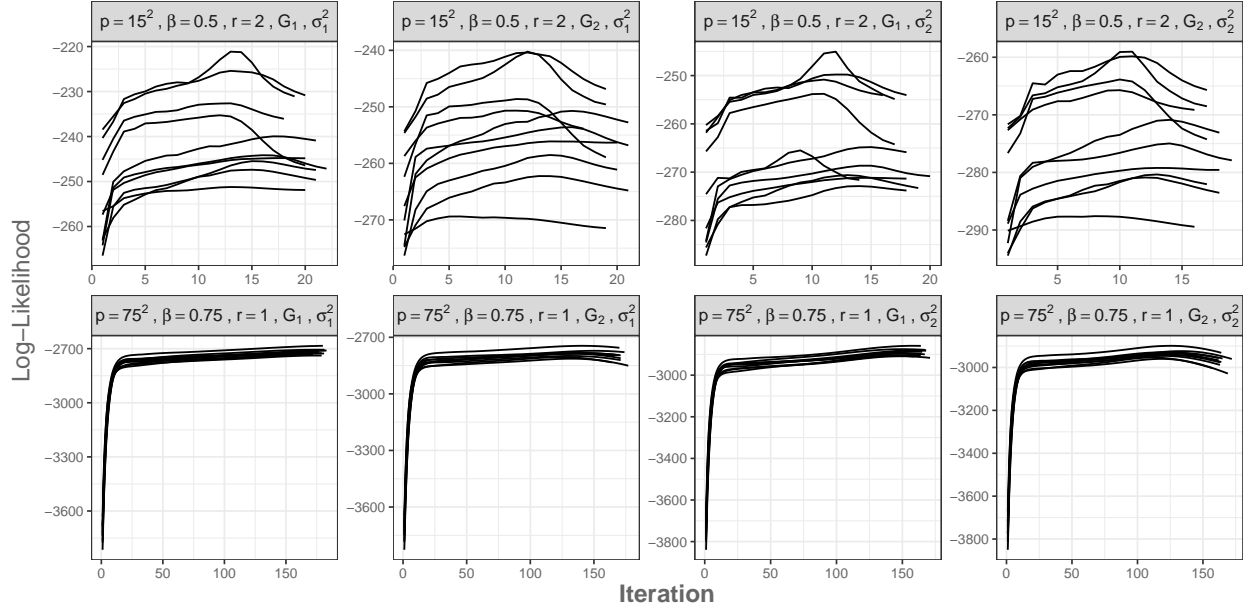 p = 15² , β = 0.5 , r = 2 , G₁ , σ₁²
p = 15² , β = 0.5 , r = 2 , G₂ , σ₁²
p = 15² , β = 0.5 , r = 2 , G₁ , σ₂²
p = 15² , β = 0.5 , r = 2 , G₂ , σ₂²
−220
−230
−240
−250
−260
0 5 10 15 20
−240
−250
−260
−270
0 5 10 15 20
−250
−260
−270
−280
0 5 10 15 20
−260
−270
−280
−290
0 5 10 15
p = 75² , β = 0.75 , r = 1 , G₁ , σ₁²
p = 75² , β = 0.75 , r = 1 , G₂ , σ₁²
p = 75² , β = 0.75 , r = 1 , G₁ , σ₂²
p = 75² , β = 0.75 , r = 1 , G₂ , σ₂²
−2700
−3000
−3300
−3600
0 50 100 150
−2700
−3000
−3300
−3600
0 50 100 150
−3000
−3200
−3400
−3600
−3800
0 50 100 150
−3000
−3200
−3400
−3600
−3800
0 50 100 150
Log−Likelihood
Iteration